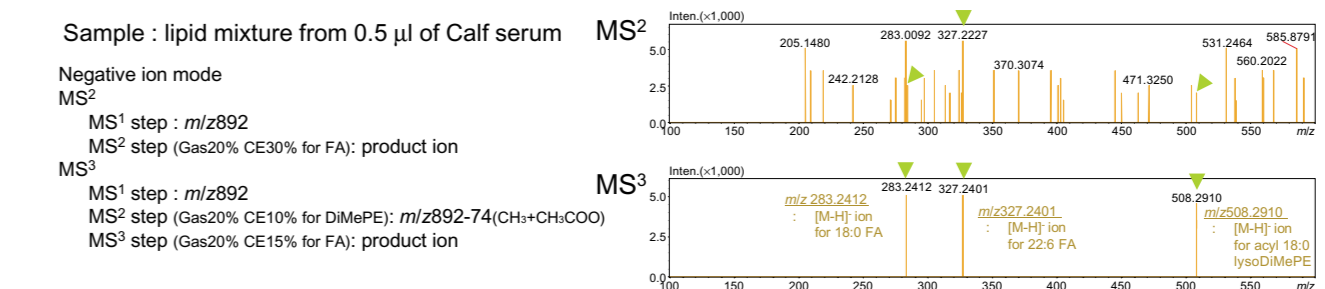 Sample : lipid mixture from 0.5 µl of Calf serum
Negative ion mode
MS²
MS¹ step : m/z892
MS² step (Gas20% CE30% for FA): product ion
MS³
MS¹ step : m/z892
MS² step (Gas20% CE10% for DiMePE): m/z892-74(CH₃+CH₃COO)
MS³ step (Gas20% CE15% for FA): product ion
MS²
Inten.(×1,000)
5.0
2.5
0.0
205.1480
242.2128
283.0092
327.2227
370.3074
471.3250
531.2464
560.2022
585.8791
100 150 200 250 300 350 400 450 500 550 m/z
MS³
Inten.(×1,000)
5.0
2.5
0.0
283.2412
327.2401
508.2910
m/z 283.2412
: [M-H]⁻ ion
for 18:0 FA
m/z327.2401
: [M-H]⁻ ion
for 22:6 FA
m/z508.2910
: [M-H]⁻ ion
for acyl 18:0
lysoDiMePE
100 150 200 250 300 350 400 450 500 550 m/z